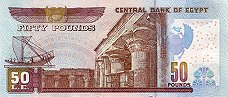 CENTRAL BANK OF EGYPT
FIFTY POUNDS
50
L.E.
50
POUNDS